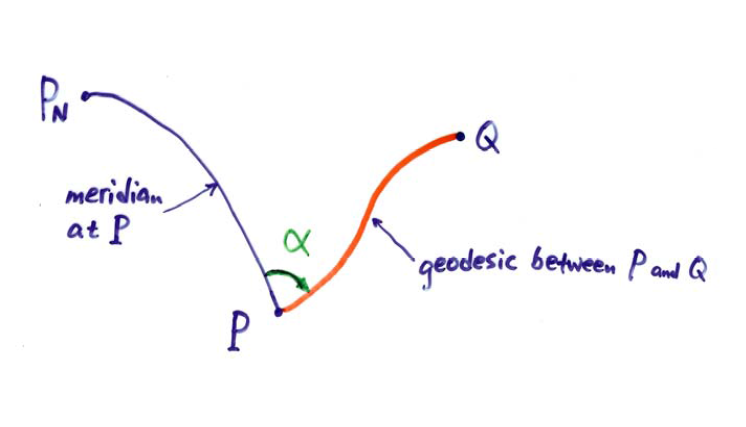 PN
Q
meridian
at P
α
geodesic between P and Q
P